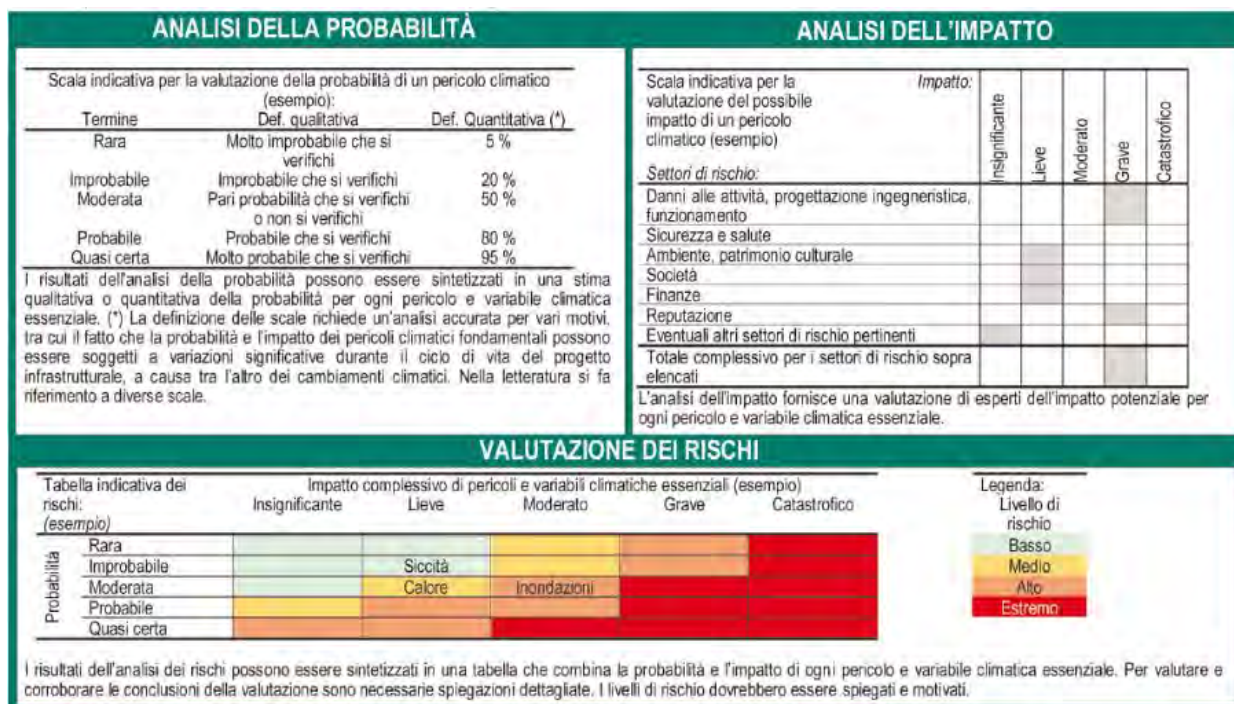 ANALISI DELLA PROBABILITÀ
Scala indicativa per la valutazione della probabilità di un pericolo climatico
(esempio):
Termine Def. qualitativa Def. Quantitativa (*)
Rara Molto improbabile che si verifichi 5 %
Improbabile Improbabile che si verifichi 20 %
Moderata Pari probabilità che si verifichi o non si verifichi 50 %
Probabile Probabile che si verifichi 80 %
Quasi certa Molto probabile che si verifichi 95 %
I risultati dell'analisi della probabilità possono essere sintetizzati in una stima
qualitativa o quantitativa della probabilità per ogni pericolo e variabile climatica
essenziale. (*) La definizione delle scale richiede un'analisi accurata per vari motivi,
tra cui il fatto che la probabilità e l'impatto dei pericoli climatici fondamentali possono
essere soggetti a variazioni significative durante il ciclo di vita del progetto
infrastrutturale, a causa tra l'altro dei cambiamenti climatici. Nella letteratura si fa
riferimento a diverse scale.
ANALISI DELL'IMPATTO
Scala indicativa per la
valutazione del possibile
impatto di un pericolo
climatico (esempio)
Impatto:
Insignificante
Lieve
Moderato
Grave
Catastrofico
Settori di rischio:
Danni alle attività, progettazione ingegneristica,
funzionamento
Sicurezza e salute
Ambiente, patrimonio culturale
Società
Finanze
Reputazione
Eventuali altri settori di rischio pertinenti
Totale complessivo per i settori di rischio sopra
elencati
L'analisi dell'impatto fornisce una valutazione di esperti dell'impatto potenziale per
ogni pericolo e variabile climatica essenziale.
VALUTAZIONE DEI RISCHI
Tabella indicativa dei
rischi:
(esempio)
Impatto complessivo di pericoli e variabili climatiche essenziali (esempio)
Insignificante Lieve Moderato Grave Catastrofico
Probabilità
Rara
Improbabile Siccità
Moderata Calore Inondazioni
Probabile
Quasi certa
Legenda:
Livello di
rischio
Basso
Medio
Alto
Estremo
I risultati dell'analisi dei rischi possono essere sintetizzati in una tabella che combina la probabilità e l'impatto di ogni pericolo e variabile climatica essenziale. Per valutare e
corroborare le conclusioni della valutazione sono necessarie spiegazioni dettagliate. I livelli di rischio dovrebbero essere spiegati e motivati.